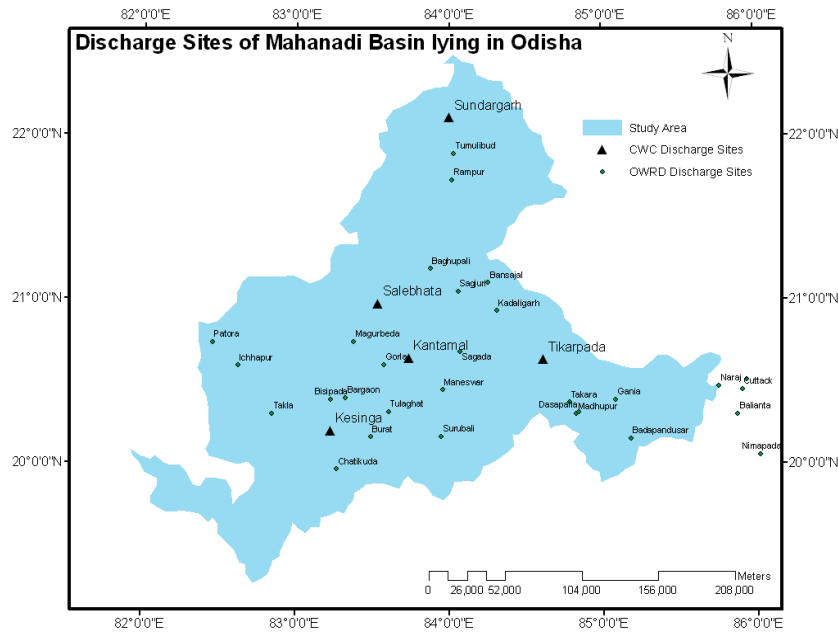 82°0'0"E 83°0'0"E 84°0'0"E 85°0'0"E 86°0'0"E
Discharge Sites of Mahanadi Basin lying in Odisha
N
Sundargarh
22°0'0"N
22°0'0"N
Study Area
CWC Discharge Sites
OWRD Discharge Sites
Tumulibud
Rampur
Baghupali
Bansajal
Sagjuri
Salebhata
21°0'0"N
21°0'0"N
Kadaligarh
Patora
Magurbeda
Kantamal
Tikarpada
Ichhapur
Gorla
Sagada
Naraj
Cuttack
Manesvar
Bisipada
Bargaon
Takara
Gania
Takla
Tulaghat
Dasapalla
Madhupur
Balianta
Kesinga
Burat
Surubali
Badapandusar
Nimapada
20°0'0"N
20°0'0"N
Chatikuda
Meters
0 26,000 52,000 104,000 156,000 208,000
82°0'0"E 83°0'0"E 84°0'0"E 85°0'0"E 86°0'0"E